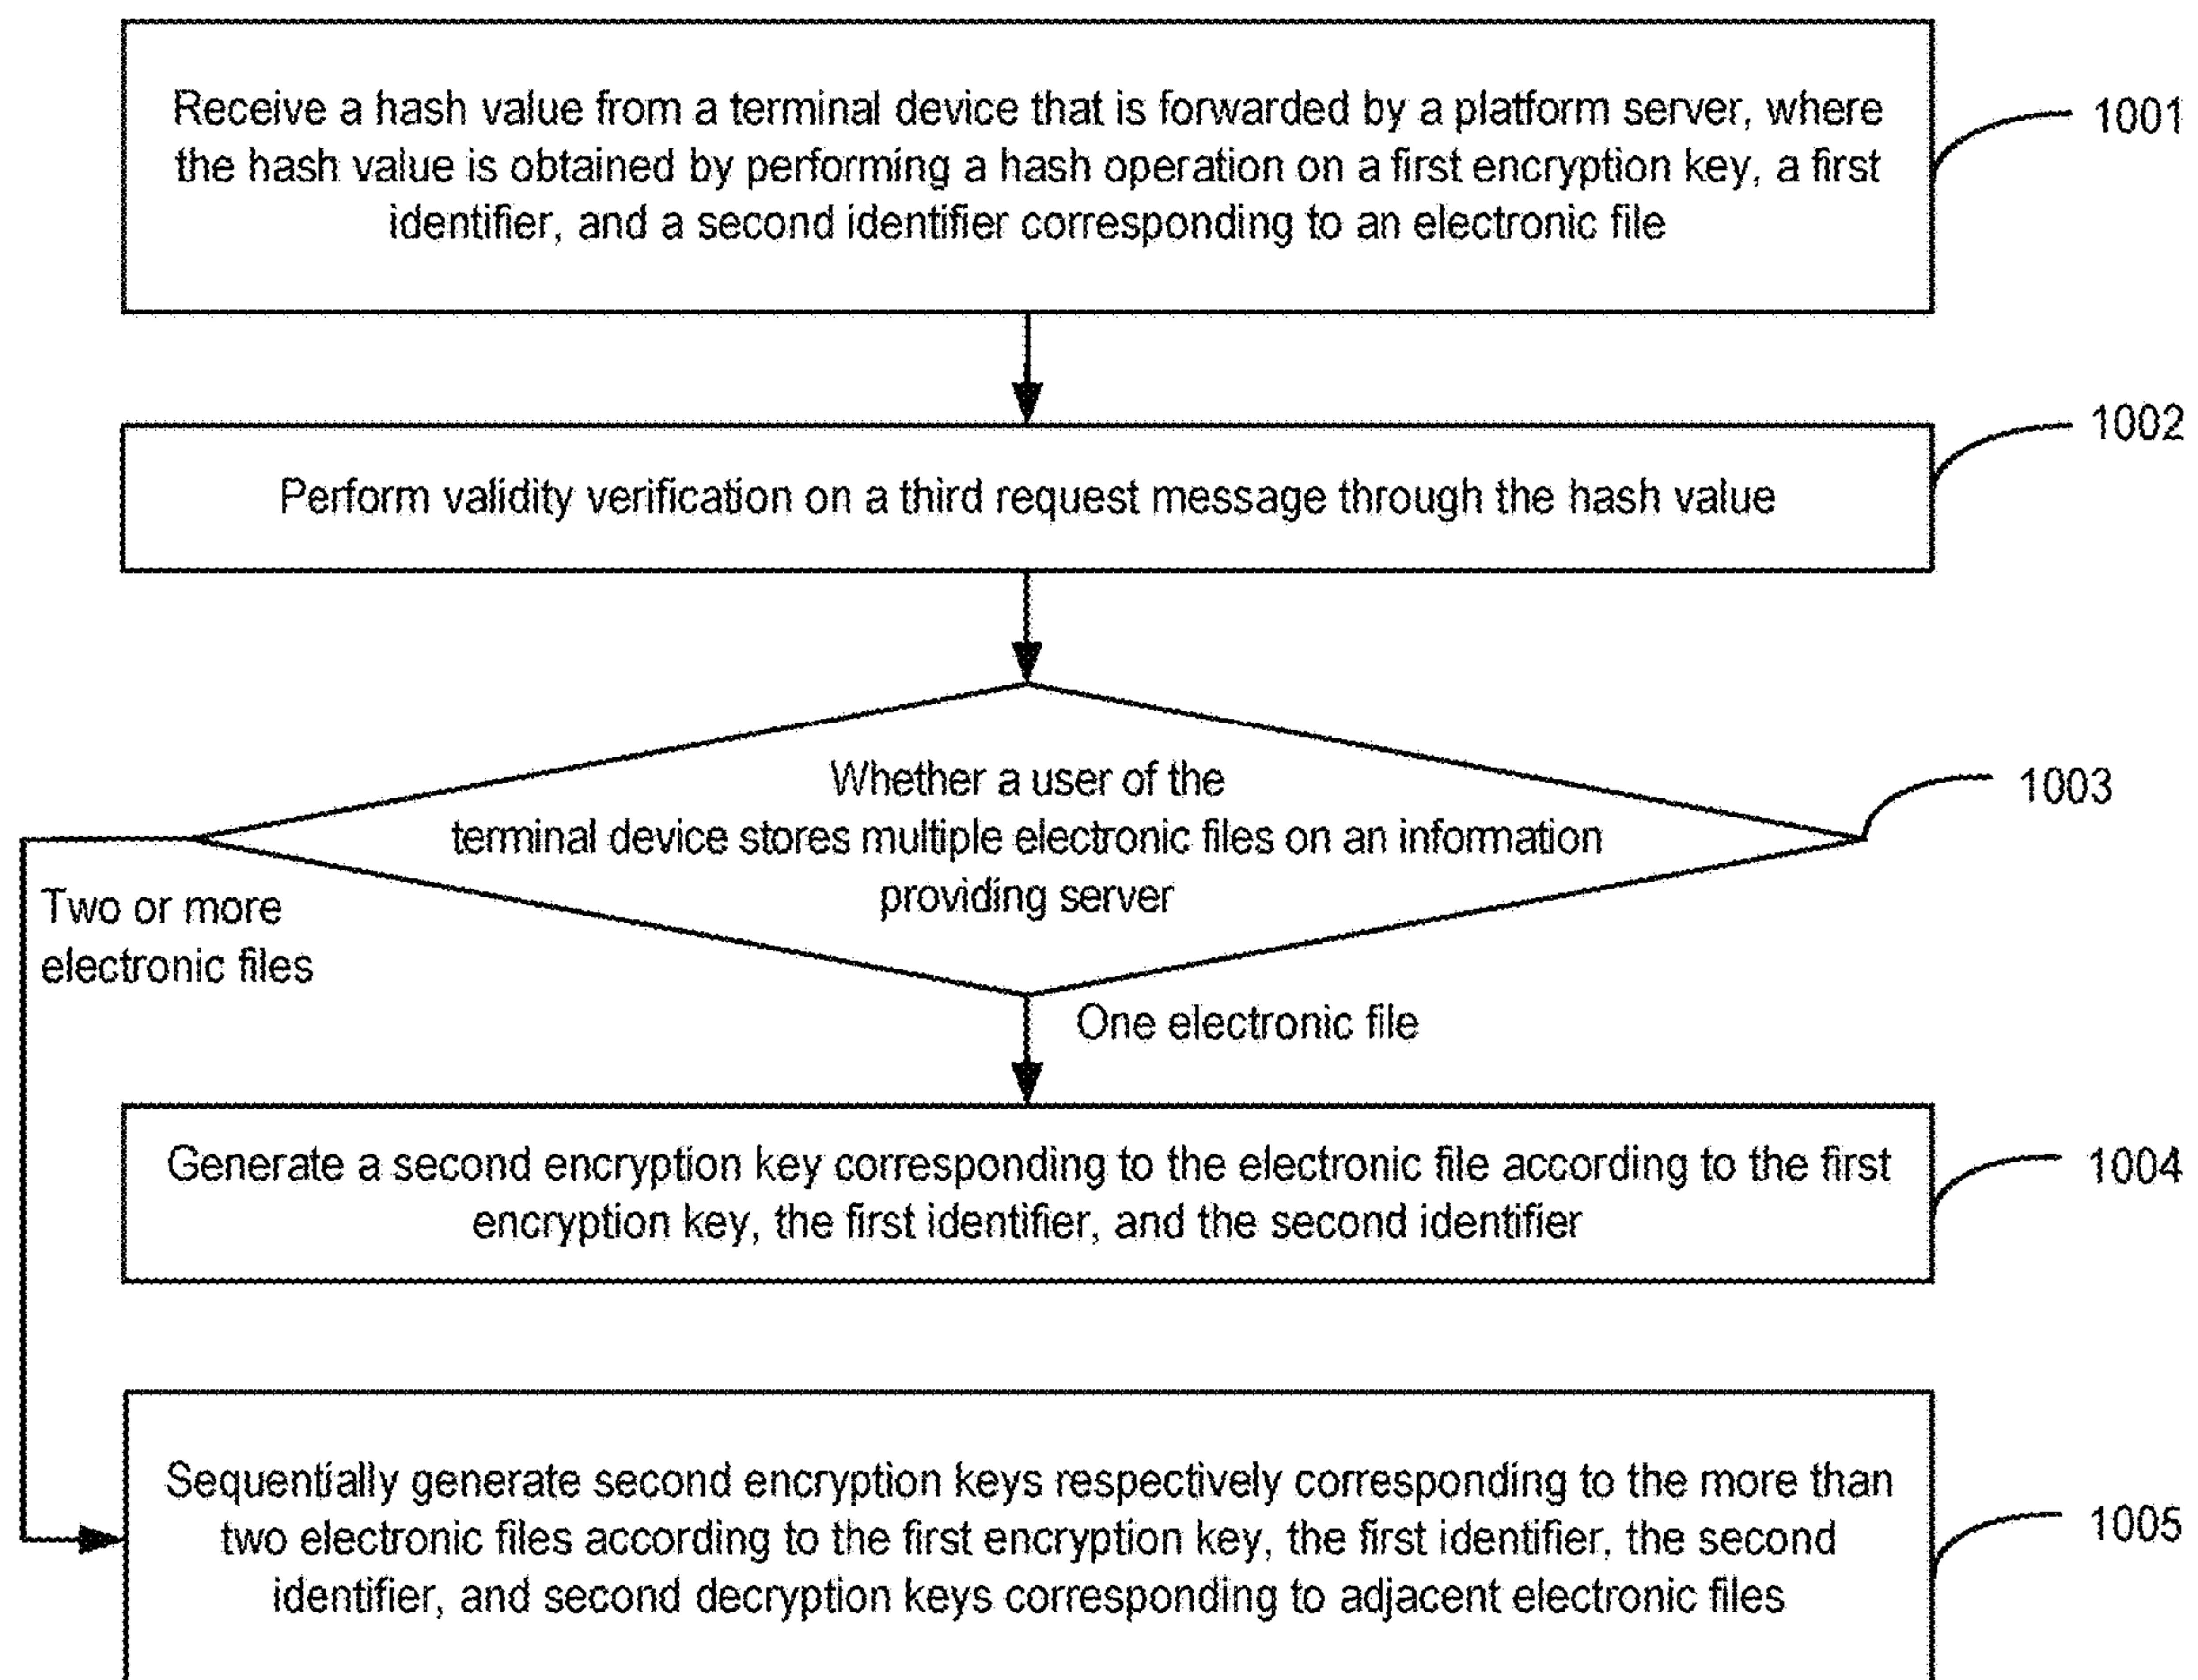 Receive a hash value from a terminal device that is forwarded by a platform server, where
the hash value is obtained by performing a hash operation on a first encryption key, a first
identifier, and a second identifier corresponding to an electronic file
1001
1002
Perform validity verification on a third request message through the hash value
Whether a user of the
terminal device stores multiple electronic files on an information
providing server
1003
Two or more
electronic files
One electronic file
Generate a second encryption key corresponding to the electronic file according to the first
encryption key, the first identifier, and the second identifier
1004
Sequentially generate second encryption keys respectively corresponding to the more than
two electronic files according to the first encryption key, the first identifier, the second
identifier, and second decryption keys corresponding to adjacent electronic files
1005